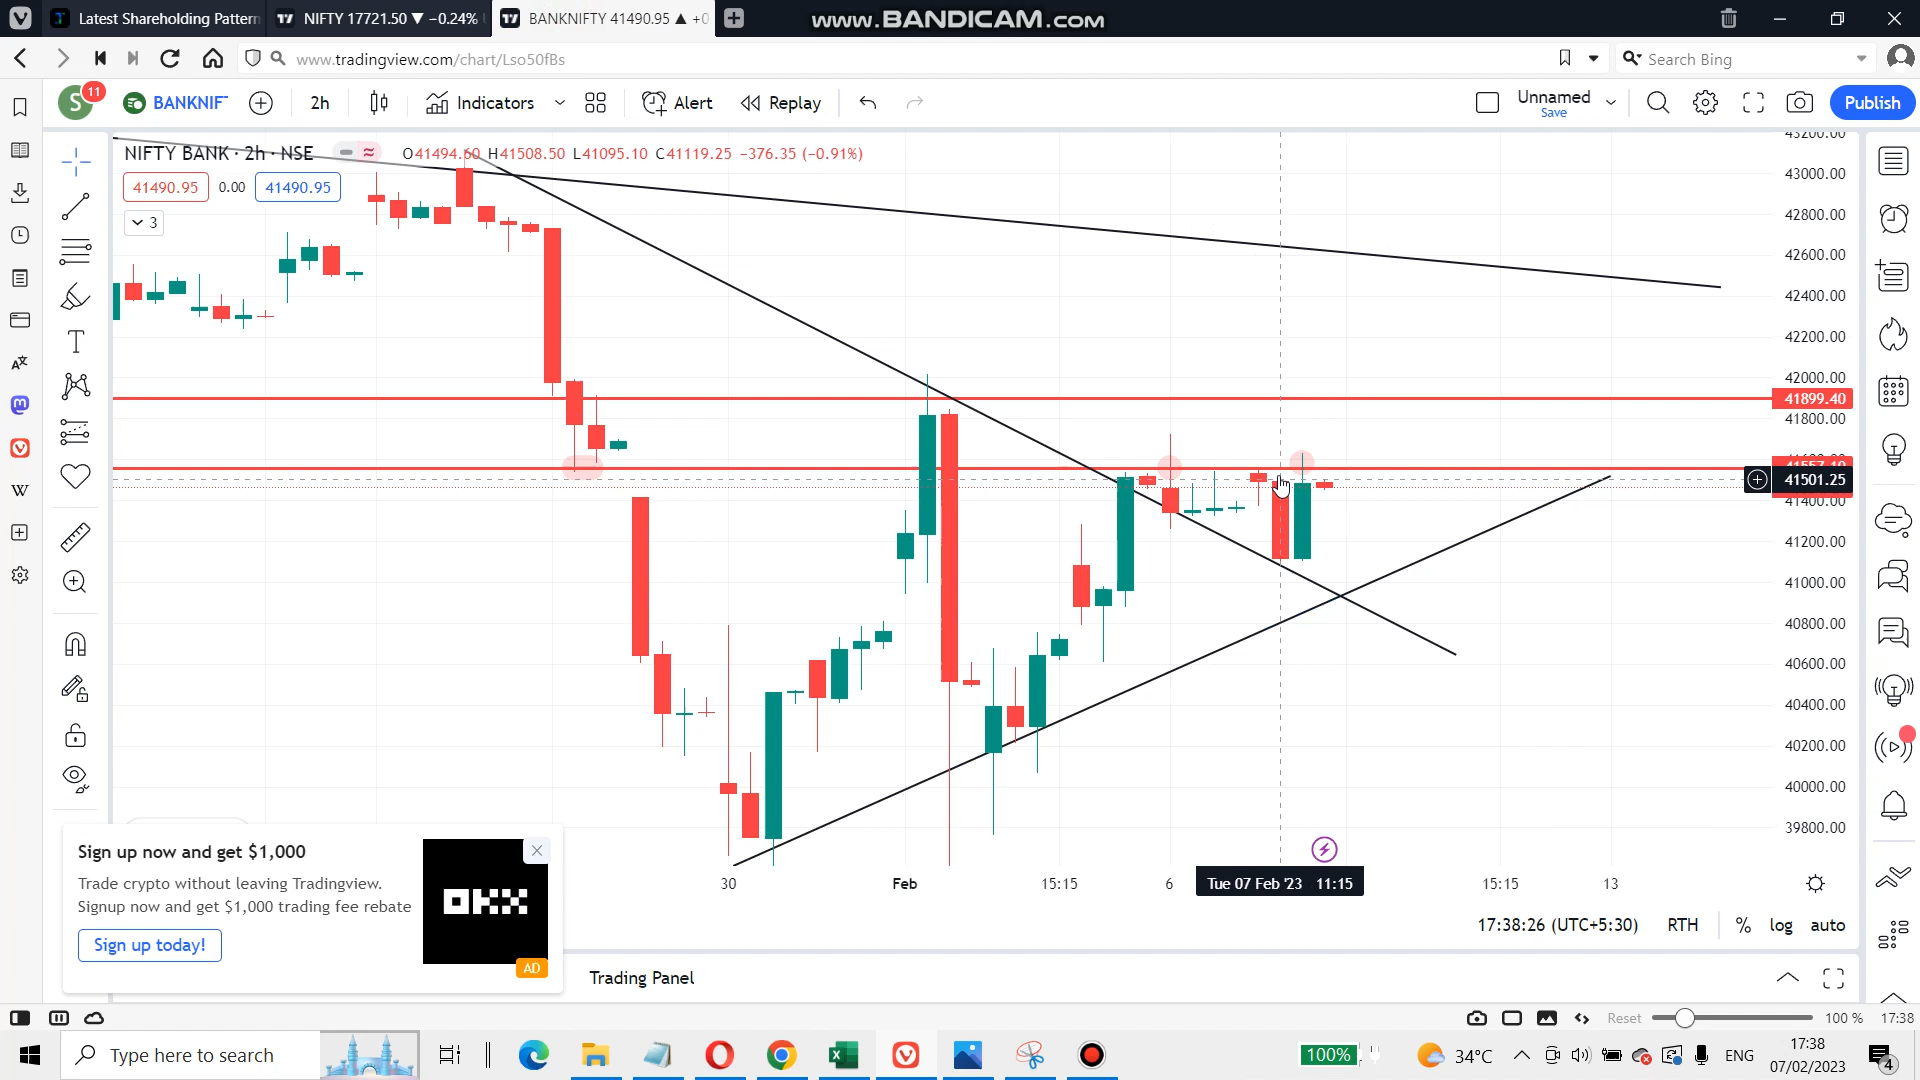 Latest Shareholding Pattern
NIFTY 17721.50 ▼ −0.24%
BANKNIFTY 41490.95 ▲ +0
www.BANDICAM.com
www.tradingview.com/chart/Lso50fBs
Search Bing
S
11
BANKNIF
2h
Indicators
Alert
Replay
Unnamed
Save
Publish
NIFTY BANK · 2h · NSE
O41494.60 H41508.50 L41095.10 C41119.25 −376.35 (−0.91%)
41490.95
0.00
41490.95
3
43200.00
43000.00
42800.00
42600.00
42400.00
42200.00
42000.00
41899.40
41800.00
41557.10
41501.25
41400.00
41200.00
41000.00
40800.00
40600.00
40400.00
40200.00
40000.00
39800.00
30
Feb
15:15
6
Tue 07 Feb '23 11:15
15:15
13
17:38:26 (UTC+5:30)
RTH
%
log
auto
Sign up now and get $1,000
Trade crypto without leaving Tradingview.
Signup now and get $1,000 trading fee rebate
Sign up today!
AD
Trading Panel
Reset
100 %
17:38
Type here to search
100%
34°C
ENG
17:38
07/02/2023
4